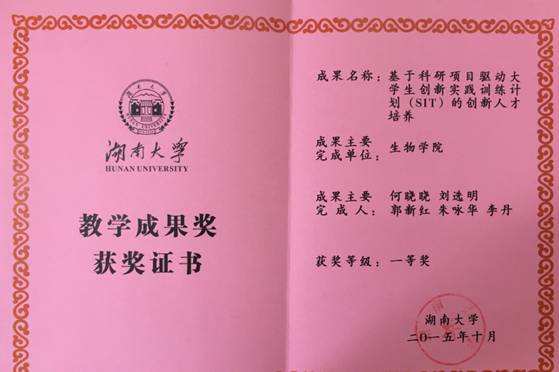 湖南大学
HUNAN UNIVERSITY
教学成果奖
获奖证书
成果名称：基于科研项目驱动大
学生创新实践训练计
划（SIT）的创新人才
培养
成果主要
完成单位：生物学院
成果主要 何晓晓 刘选明
完成人：郭新红 朱咏华 李丹
获奖等级：一等奖
湖南大学
二〇一五年十月